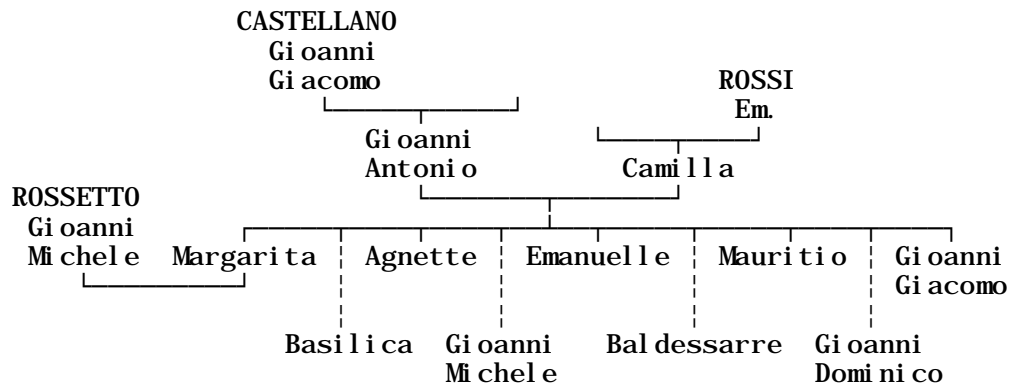 CASTELLANO
Gioanni
Giacomo
ROSSI
Em.
Gioanni
Antonio
Camilla
ROSSETTO
Gioanni
Michele
Margarita
Agnette
Emanuelle
Mauritio
Gioanni
Giacomo
Basilica
Gioanni
Michele
Baldessarre
Gioanni
Dominico